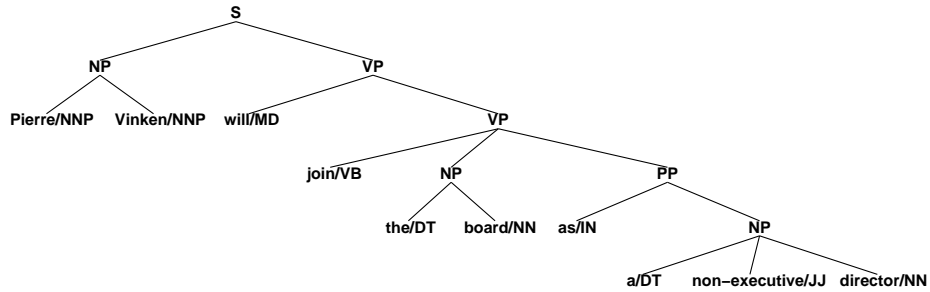 S
NP VP
Pierre/NNP Vinken/NNP will/MD VP
join/VB NP PP
the/DT board/NN as/IN NP
a/DT non−executive/JJ director/NN